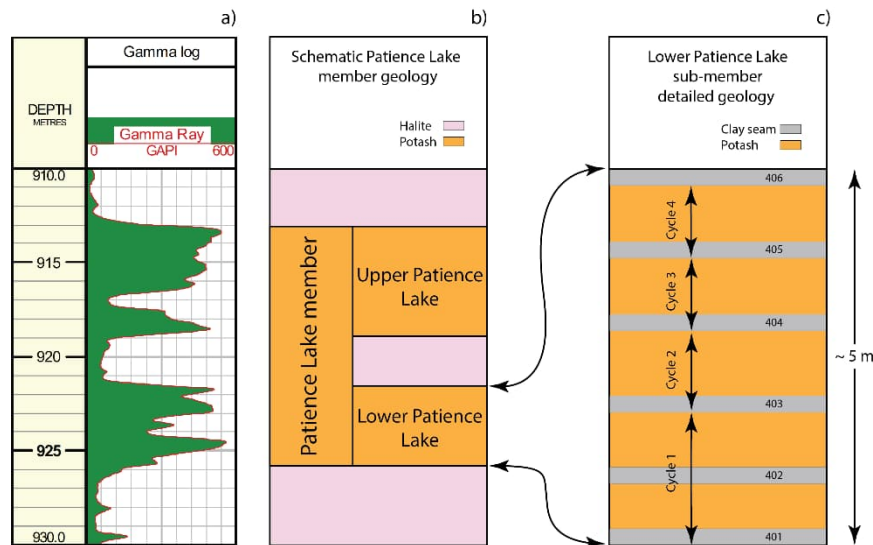 a)
Gamma log
DEPTH
METRES
Gamma Ray
0 GAPI 600
910.0
915
920
925
930.0
b)
Schematic Patience Lake
member geology
Halite
Potash
Patience Lake member
Upper Patience
Lake
Lower Patience
Lake
c)
Lower Patience Lake
sub-member
detailed geology
Clay seam
Potash
406
Cycle 4
405
Cycle 3
404
Cycle 2
403
Cycle 1
402
401
~ 5 m